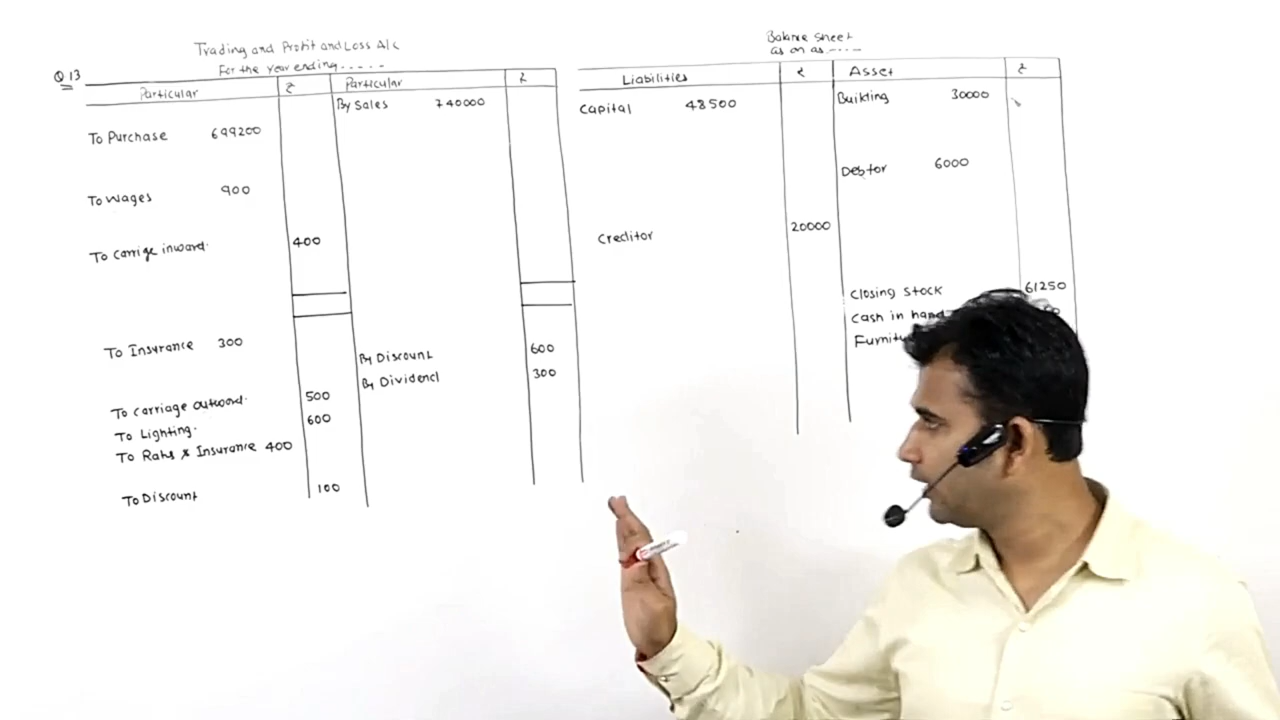 Trading and Profit and Loss A/c
For the year ending.....
Q 13
Particular ₹ Particular ₹
By Sales 740000
To Purchase 699200
To Wages 900
To Carrige inward. 400
To Insurance 300
By Discount 600
By Dividend 300
To Carriage outword. 500
To Lighting. 600
To Rats & Insurance 400
To Discount 100
Balance Sheet
as on as.....
Liabilities ₹ Asset ₹
Capital 48500
Building 30000
Debtor 6000
Creditor 20000
Closing Stock 61250
Cash in hand